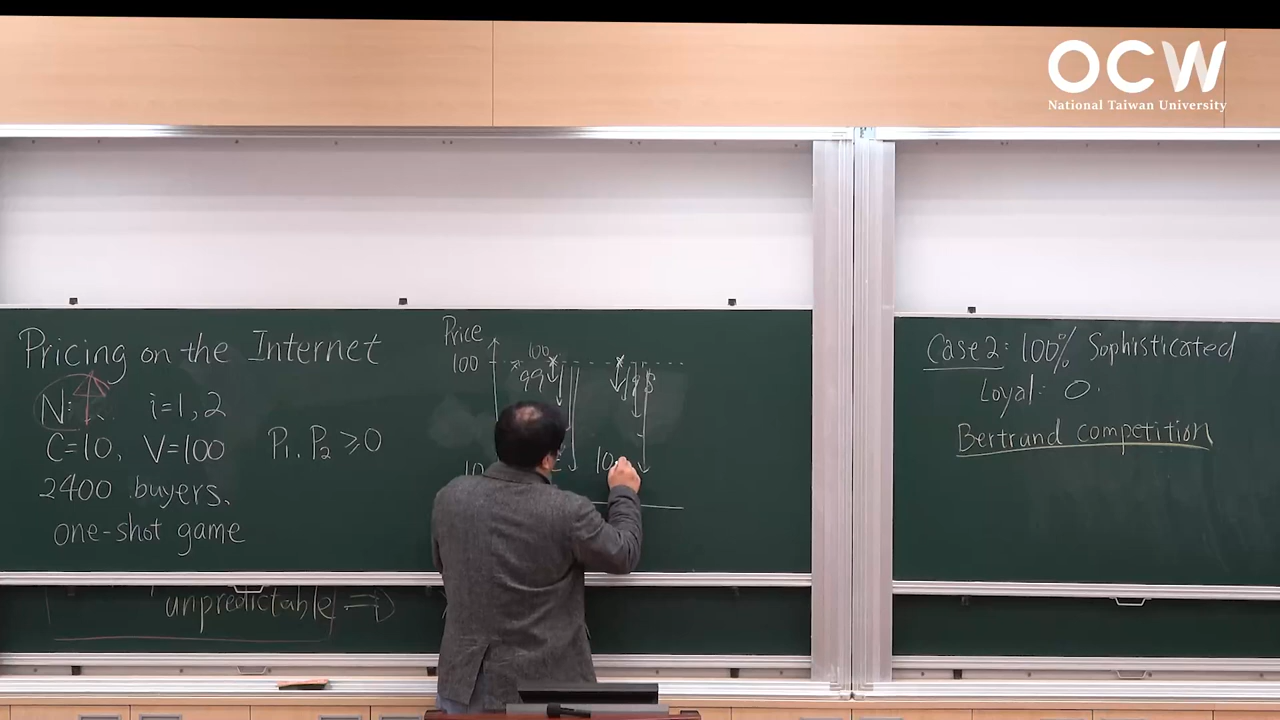 OCW
National Taiwan University
Pricing on the Internet
N: i=1, 2
C=10, V=100 P1, P2 ≥0
2400 buyers.
one-shot game
unpredictable
Price
100
100
99
10
10
Case 2: 100% Sophisticated
Loyal: 0.
Bertrand competition